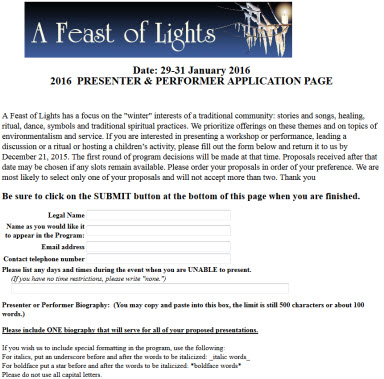 A Feast of Lights
Date: 29-31 January 2016
2016 PRESENTER & PERFORMER APPLICATION PAGE
A Feast of Lights has a focus on the "winter" interests of a traditional community: stories and songs, healing,
ritual, dance, symbols and traditional spiritual practices. We prioritize offerings on these themes and on topics of
environmentalism and service. If you are interested in presenting a workshop or performance, leading a
discussion or a ritual or hosting a children's activity, please fill out the form below and return it to us by
December 21, 2015. The first round of program decisions will be made at that time. Proposals received after that
date may be chosen if any slots remain available. Please order your proposals in order of your preference. We are
most likely to select only one of your proposals and will not accept more than two. Thank you
Be sure to click on the SUBMIT button at the bottom of this page when you are finished.
Legal Name
Name as you would like it
to appear in the Program:
Email address
Contact telephone number
Please list any days and times during the event when you are UNABLE to present.
(If you have no time restrictions, please write "none.")
Presenter or Performer Biography: (You may copy and paste into this box, the limit is still 500 characters or about 100
words.)
Please include ONE biography that will serve for all of your proposed presentations.
If you wish us to include special formatting in the program, use the following:
For italics, put an underscore before and after the words to be italicized: _italic words_
For boldface put a star before and after the words to be italicized: *boldface words*
Please do not use all capital letters.